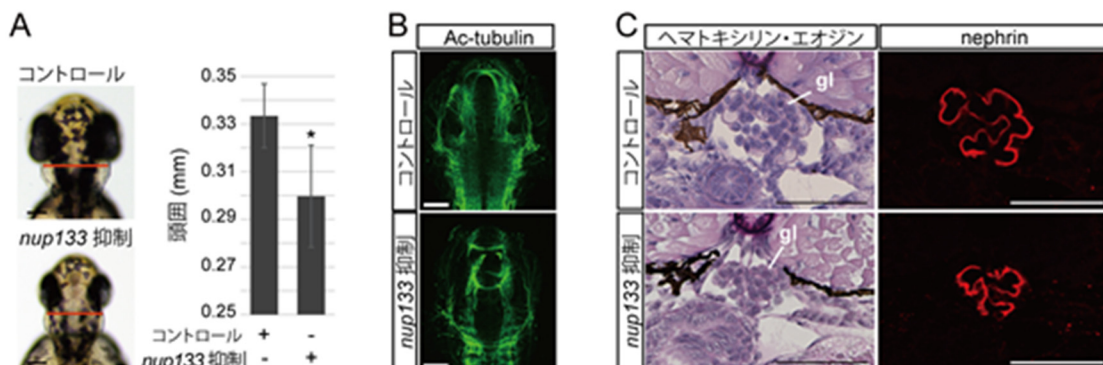 A
コントロール
nup133 抑制
頭囲 (mm)
0.35
0.33
0.31
0.29
0.27
0.25
*
コントロール + -
nup133 抑制 - +
B
Ac-tubulin
コントロール
nup133 抑制
C
ヘマトキシリン・エオジン
nephrin
コントロール
gl
nup133 抑制
gl